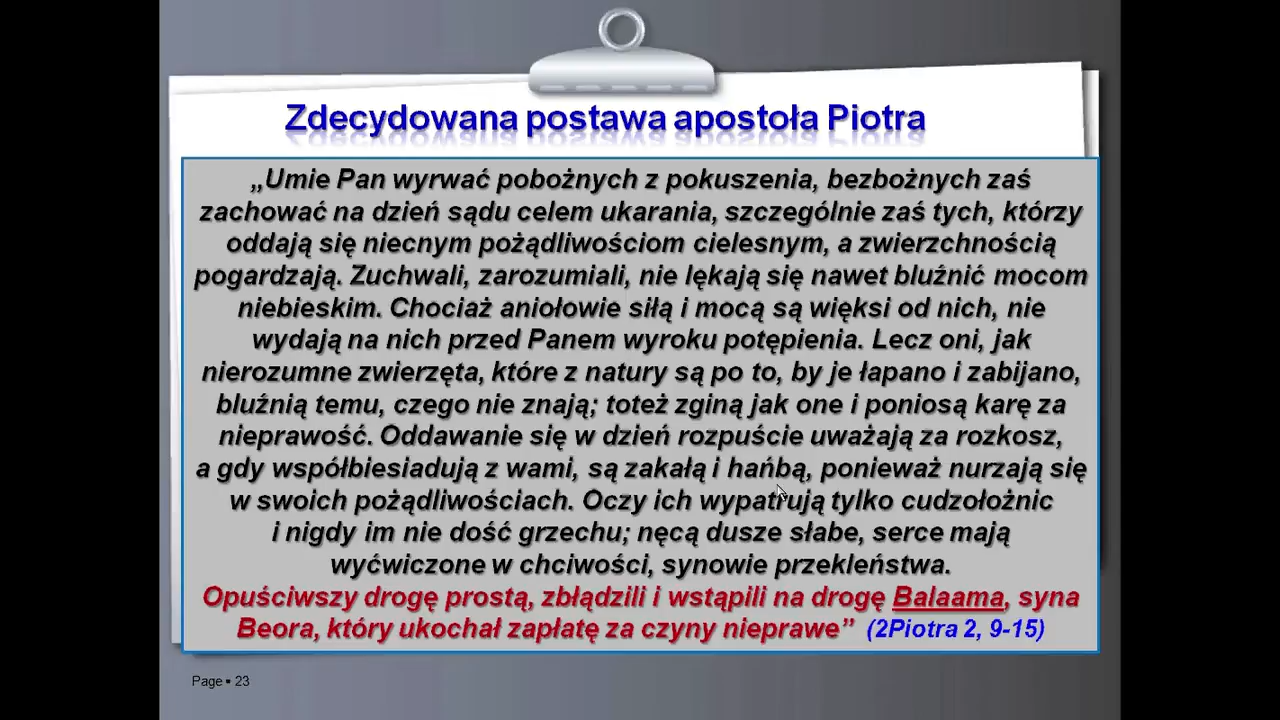 Zdecydowana postawa apostoła Piotra
„Umie Pan wyrwać pobożnych z pokuszenia, bezbożnych zaś
zachować na dzień sądu celem ukarania, szczególnie zaś tych, którzy
oddają się niecnym pożądliwościom cielesnym, a zwierzchnością
pogardzają. Zuchwali, zarozumiali, nie lękają się nawet bluźnić mocom
niebieskim. Chociaż aniołowie siłą i mocą są więksi od nich, nie
wydają na nich przed Panem wyroku potępienia. Lecz oni, jak
nierozumne zwierzęta, które z natury są po to, by je łapano i zabijano,
bluźnią temu, czego nie znają; toteż zginą jak one i poniosą karę za
nieprawość. Oddawanie się w dzień rozpuście uważają za rozkosz,
a gdy współbiesiadują z wami, są zakałą i hańbą, ponieważ nurzają się
w swoich pożądliwościach. Oczy ich wypatrują tylko cudzołożnic
i nigdy im nie dość grzechu; nęcą dusze słabe, serce mają
wyćwiczone w chciwości, synowie przekleństwa.
Opuściwszy drogę prostą, zbłądzili i wstąpili na drogę Balaama, syna
Beora, który ukochał zapłatę za czyny nieprawe” (2Piotra 2, 9-15)
Page ▪ 23